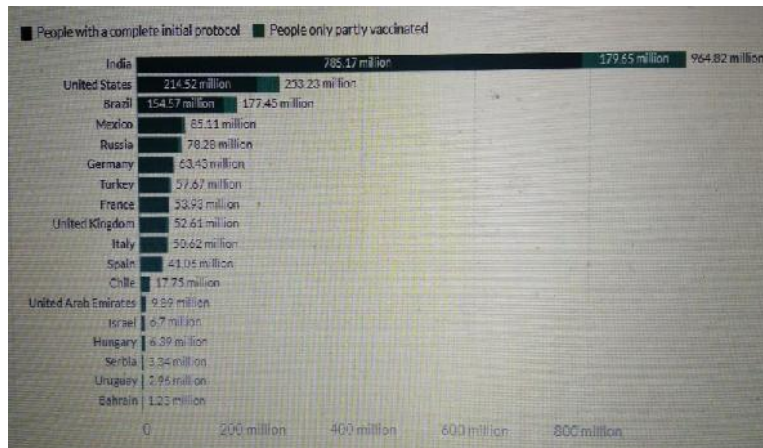 People with a complete initial protocol People only partly vaccinated
India 785.17 million 179.65 million 964.82 million
United States 214.52 million 253.23 million
Brazil 154.57 million 177.45 million
Mexico 85.11 million
Russia 78.28 million
Germany 63.43 million
Turkey 57.67 million
France 53.93 million
United Kingdom 52.61 million
Italy 50.62 million
Spain 41.05 million
Chile 17.75 million
United Arab Emirates 9.89 million
Israel 6.7 million
Hungary 6.39 million
Serbia 3.34 million
Uruguay 2.96 million
Bahrain 1.23 million
0 200 million 400 million 600 million 800 million